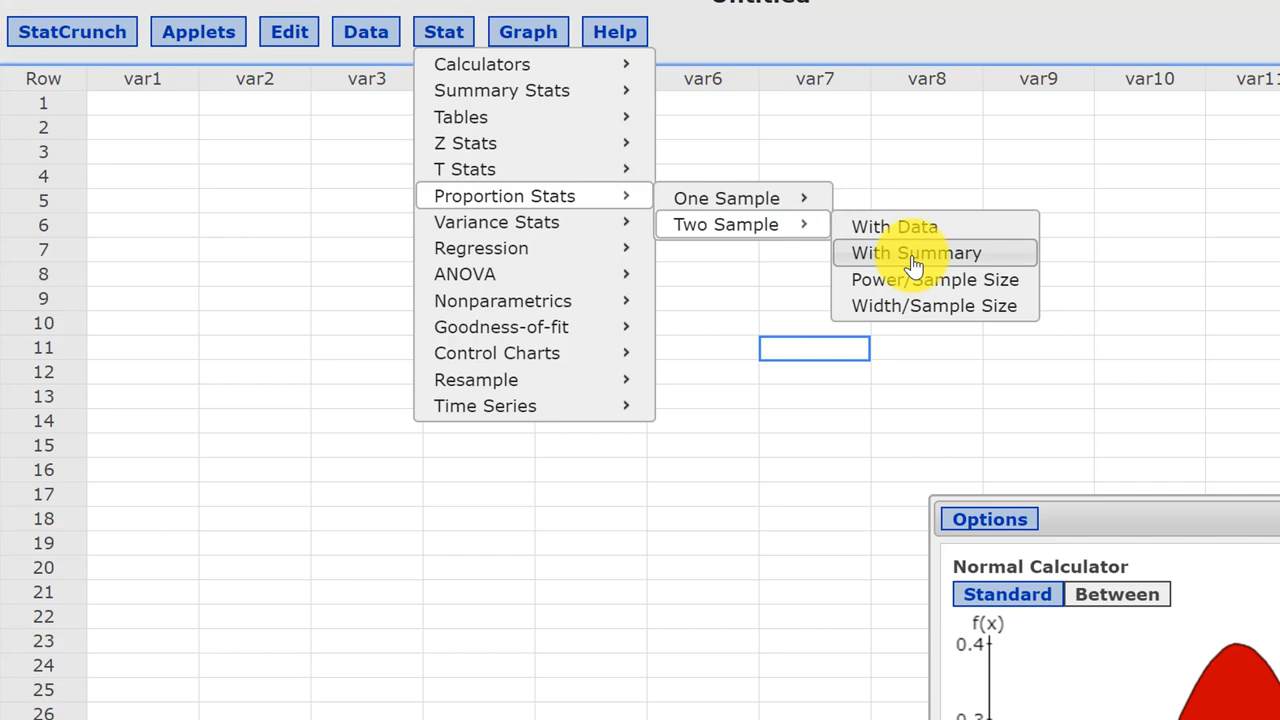 Untitled
StatCrunch Applets Edit Data Stat Graph Help
Row var1 var2 var3 var6 var7 var8 var9 var10 var11
1
2
3
4
5
6
7
8
9
10
11
12
13
14
15
16
17
18
19
20
21
22
23
24
25
26
Calculators
Summary Stats
Tables
Z Stats
T Stats
Proportion Stats
Variance Stats
Regression
ANOVA
Nonparametrics
Goodness-of-fit
Control Charts
Resample
Time Series
One Sample
Two Sample
With Data
With Summary
Power/Sample Size
Width/Sample Size
Options
Normal Calculator
Standard Between
f(x)
0.4
0.3